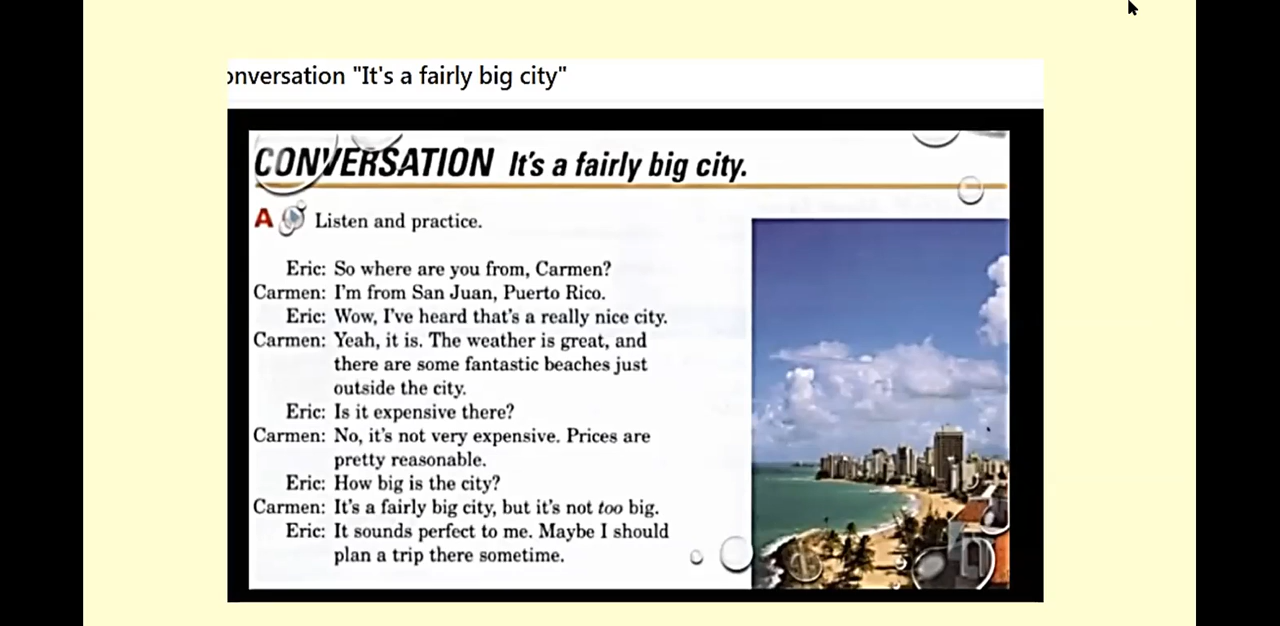 onversation "It's a fairly big city"
CONVERSATION It's a fairly big city.
A Listen and practice.
Eric: So where are you from, Carmen?
Carmen: I'm from San Juan, Puerto Rico.
Eric: Wow, I've heard that's a really nice city.
Carmen: Yeah, it is. The weather is great, and
there are some fantastic beaches just
outside the city.
Eric: Is it expensive there?
Carmen: No, it's not very expensive. Prices are
pretty reasonable.
Eric: How big is the city?
Carmen: It's a fairly big city, but it's not too big.
Eric: It sounds perfect to me. Maybe I should
plan a trip there sometime.